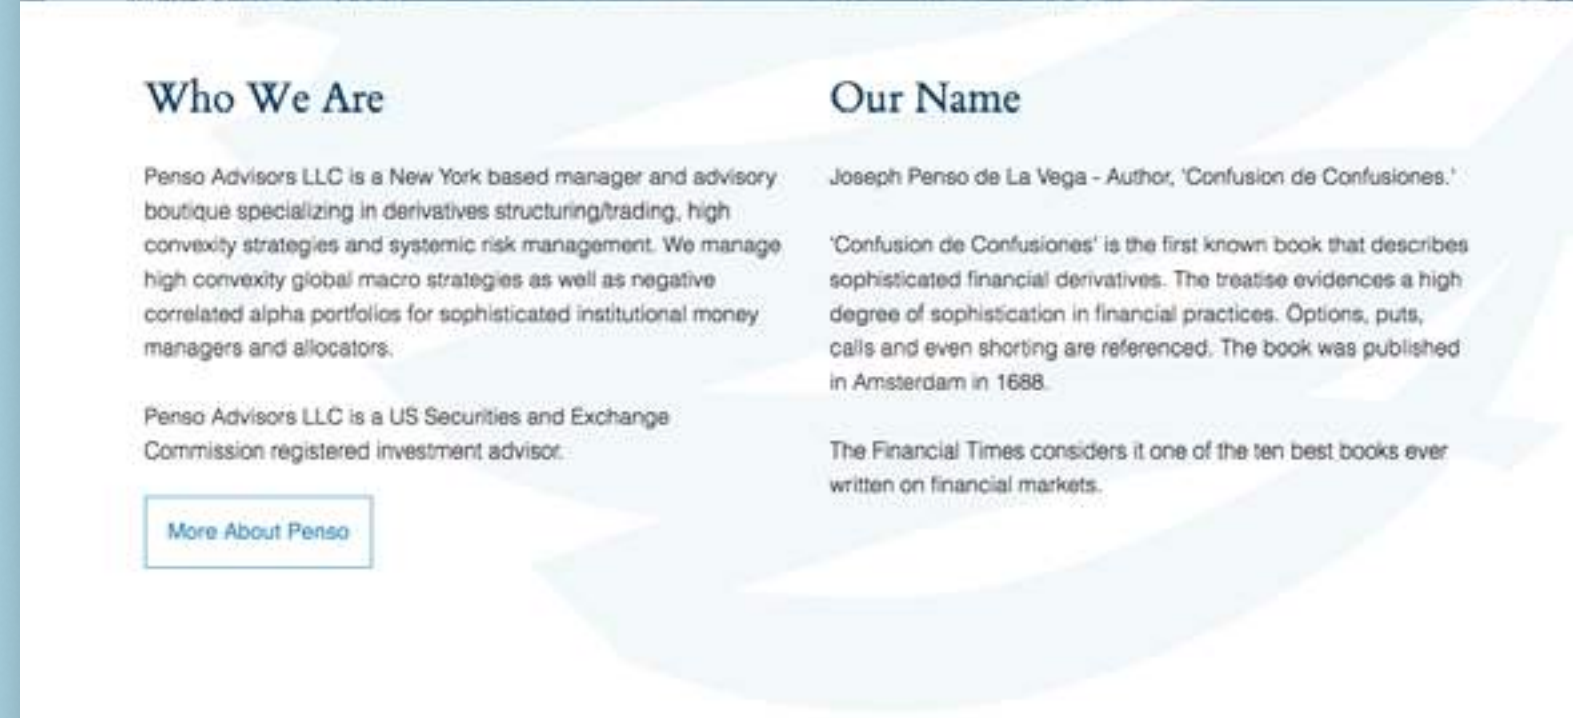 Who We Are
Penso Advisors LLC is a New York based manager and advisory
boutique specializing in derivatives structuring/trading, high
convexity strategies and systemic risk management. We manage
high convexity global macro strategies as well as negative
correlated alpha portfolios for sophisticated institutional money
managers and allocators.
Penso Advisors LLC is a US Securities and Exchange
Commission registered investment advisor.
More About Penso
Our Name
Joseph Penso de La Vega - Author, 'Confusion de Confusiones.'
'Confusion de Confusiones' is the first known book that describes
sophisticated financial derivatives. The treatise evidences a high
degree of sophistication in financial practices. Options, puts,
calls and even shorting are referenced. The book was published
in Amsterdam in 1688.
The Financial Times considers it one of the ten best books ever
written on financial markets.